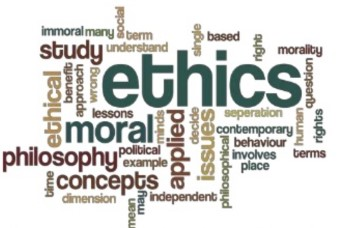 immoral many
social
term
understand
study
single
based
right
morality
ethical
benefit
approach
wrong
ethics
question
lessons
moral
minds
applied
decide
issues
seperation
contemporary
human
rights
philosophy
political
example
behaviour
involves
place
terms
philosophical
time
concepts
dimension
mean
may
independent